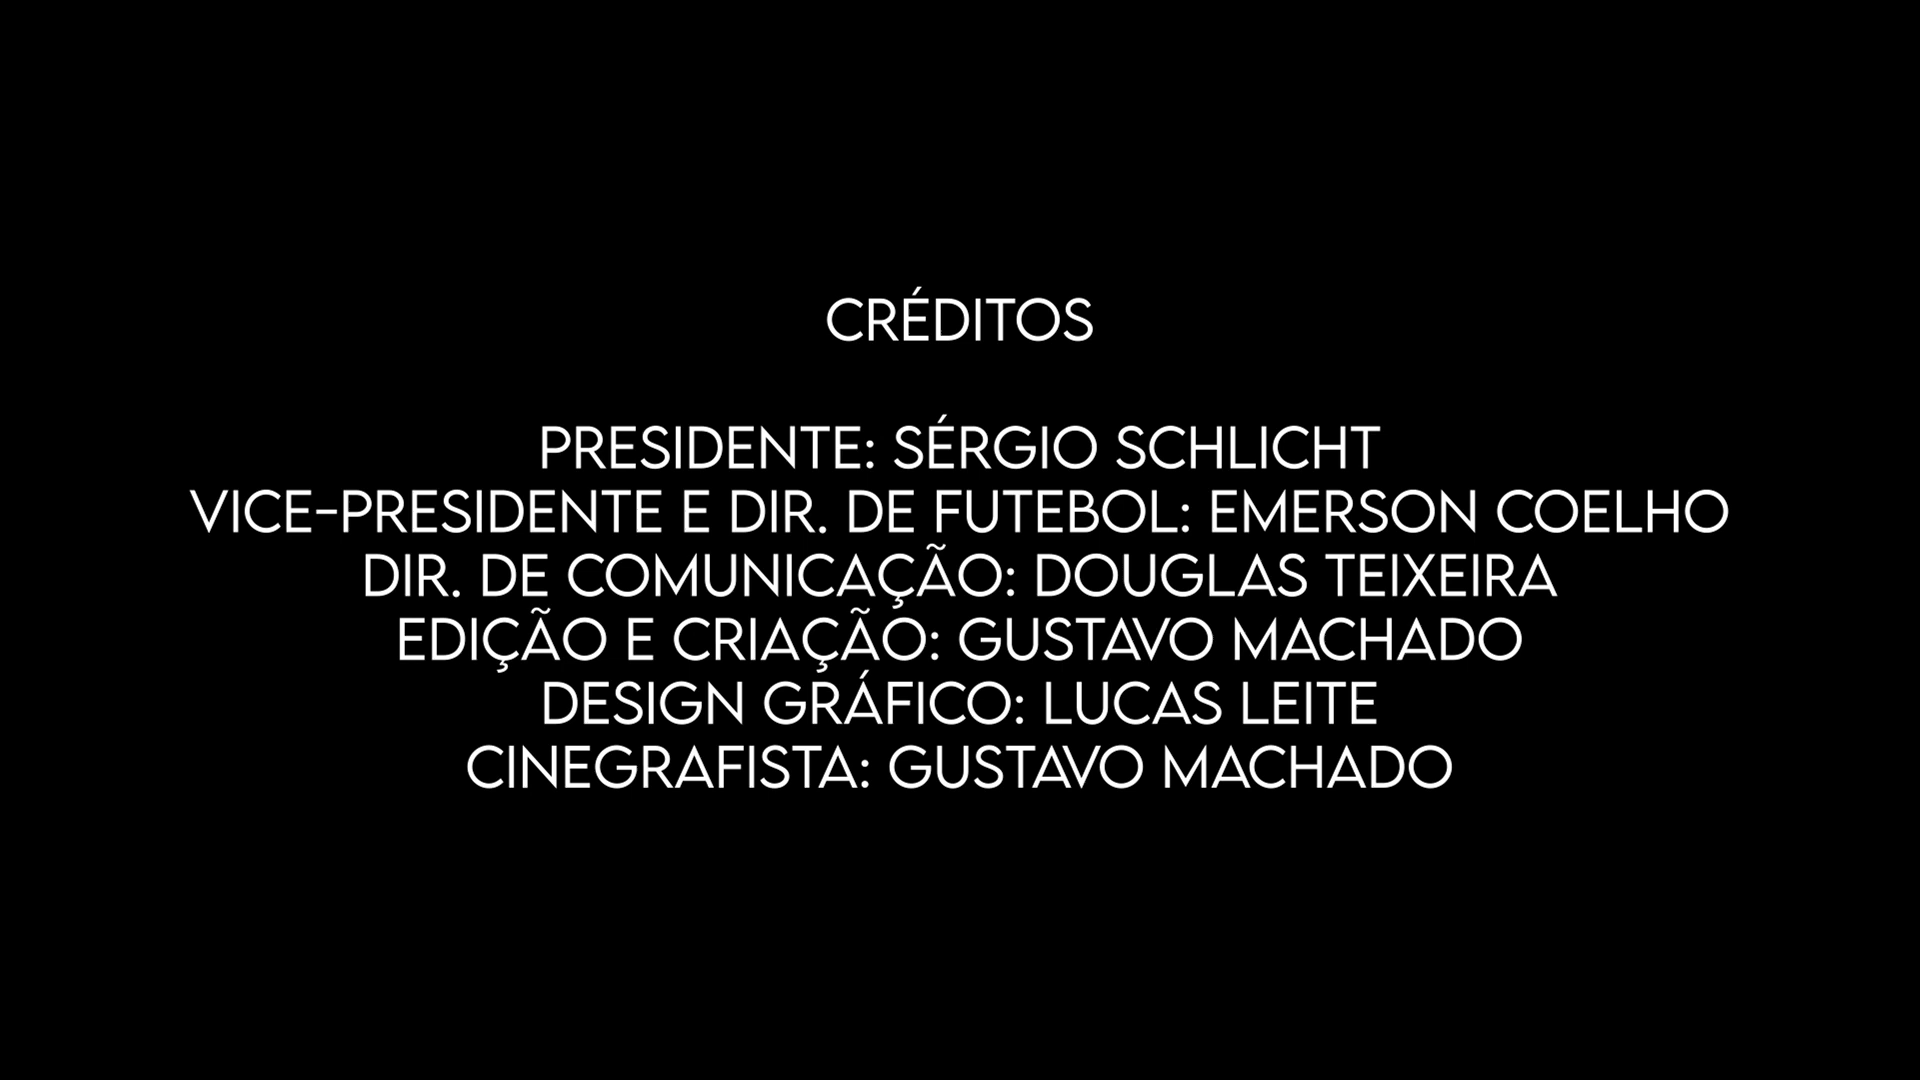 CRÉDITOS
PRESIDENTE: SÉRGIO SCHLICHT
VICE-PRESIDENTE E DIR. DE FUTEBOL: EMERSON COELHO
DIR. DE COMUNICAÇÃO: DOUGLAS TEIXEIRA
EDIÇÃO E CRIAÇÃO: GUSTAVO MACHADO
DESIGN GRÁFICO: LUCAS LEITE
CINEGRAFISTA: GUSTAVO MACHADO